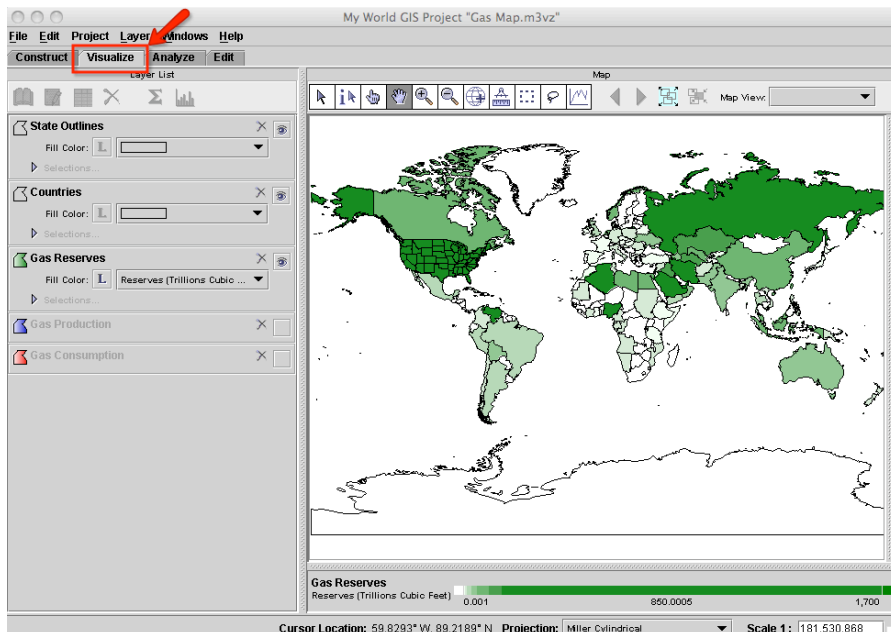 My World GIS Project "Gas Map.m3vz"
File Edit Project Layer Windows Help
Construct Visualize Analyze Edit
Layer List
Map
Map View:
State Outlines
Fill Color: L
Selections...
Countries
Fill Color: L
Selections...
Gas Reserves
Fill Color: L Reserves (Trillions Cubic ...
Selections...
Gas Production
Gas Consumption
Gas Reserves
Reserves (Trillions Cubic Feet)
0.001 850.0005 1,700
Cursor Location: 59.8293° W, 89.2189° N Projection: Miller Cylindrical Scale 1: 181,530,868